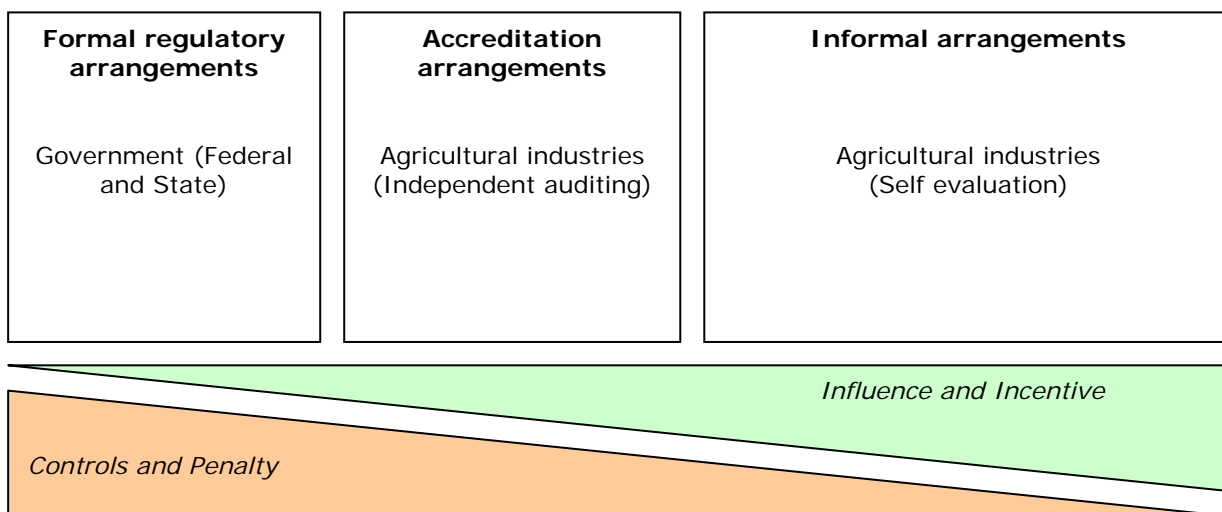 Formal regulatory
arrangements
Government (Federal
and State)
Accreditation
arrangements
Agricultural industries
(Independent auditing)
Informal arrangements
Agricultural industries
(Self evaluation)
Influence and Incentive
Controls and Penalty